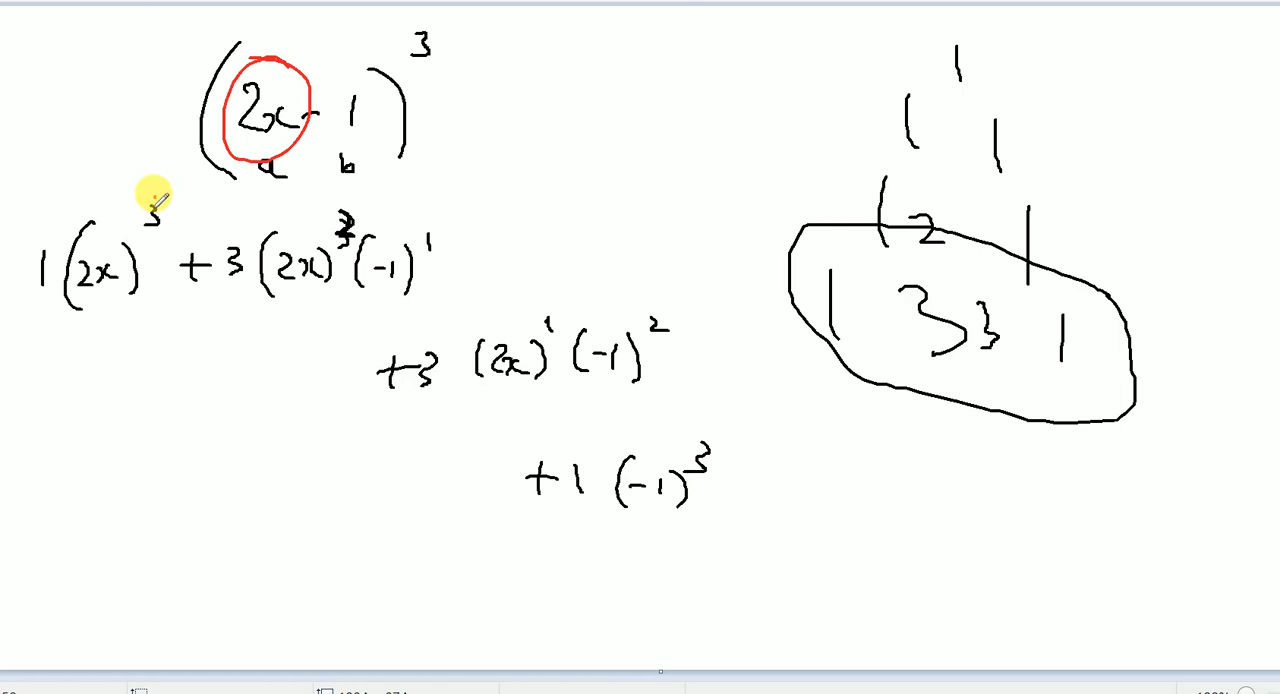 (2x - 1)³
a b
1(2x)³ + 3(2x)²(-1)¹
+3 (2x)¹(-1)²
+1 (-1)³
1
1 1
1 2 1
1 3 3 1